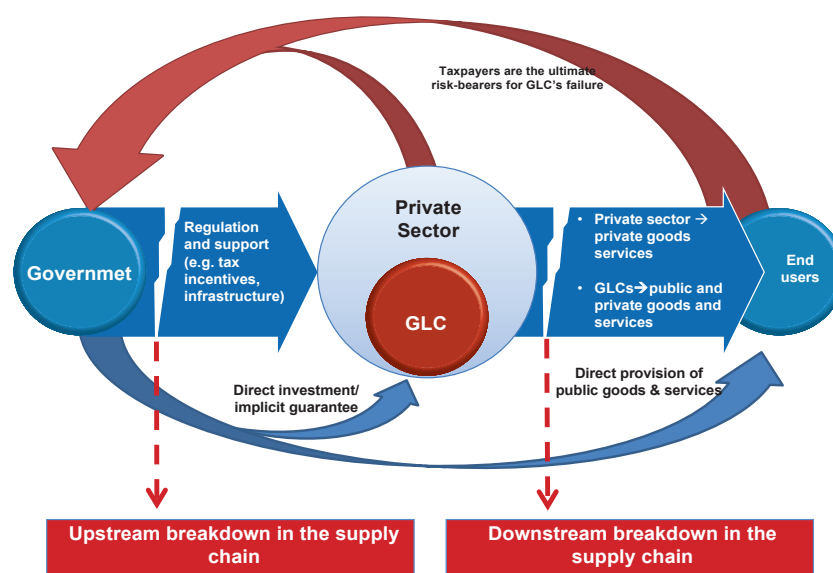 Taxpayers are the ultimate
risk-bearers for GLC's failure
Governmet
Regulation
and support
(e.g. tax
incentives,
infrastructure)
Private
Sector
GLC
• Private sector →
private goods
services
• GLCs→public and
private goods and
services
End
users
Direct investment/
implicit guarantee
Direct provision of
public goods & services
Upstream breakdown in the supply
chain
Downstream breakdown in the
supply chain